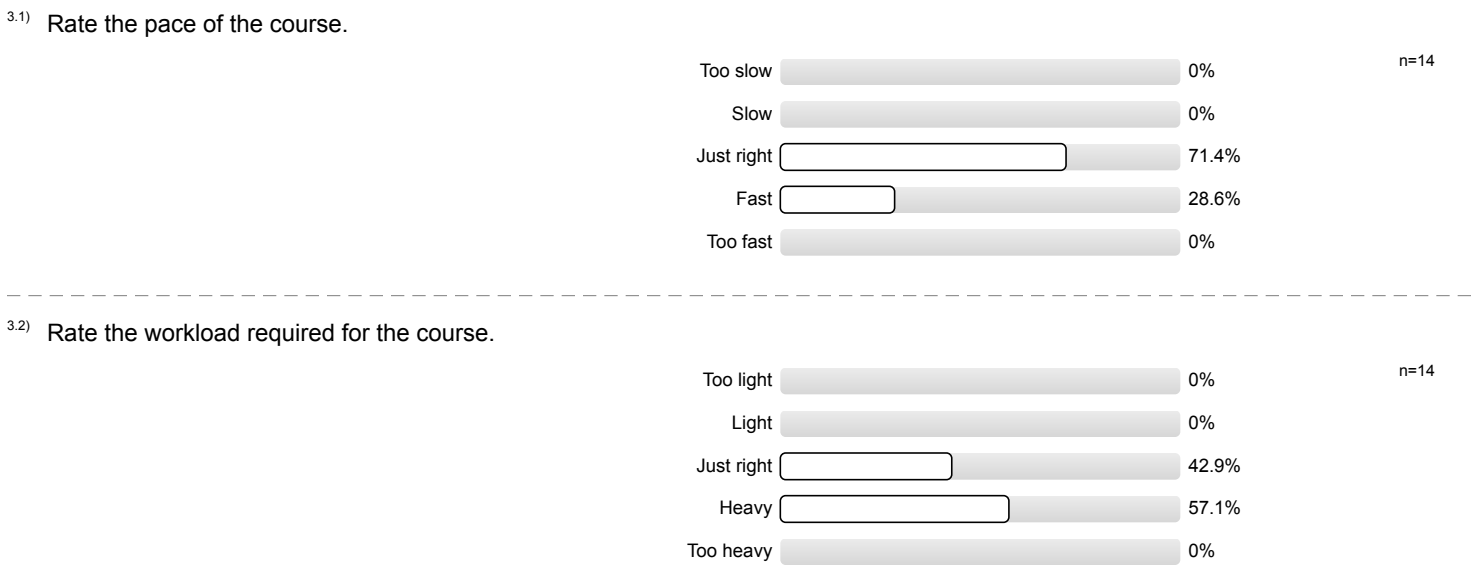 3.1) Rate the pace of the course.
n=14
Too slow 0%
Slow 0%
Just right 71.4%
Fast 28.6%
Too fast 0%
3.2) Rate the workload required for the course.
n=14
Too light 0%
Light 0%
Just right 42.9%
Heavy 57.1%
Too heavy 0%